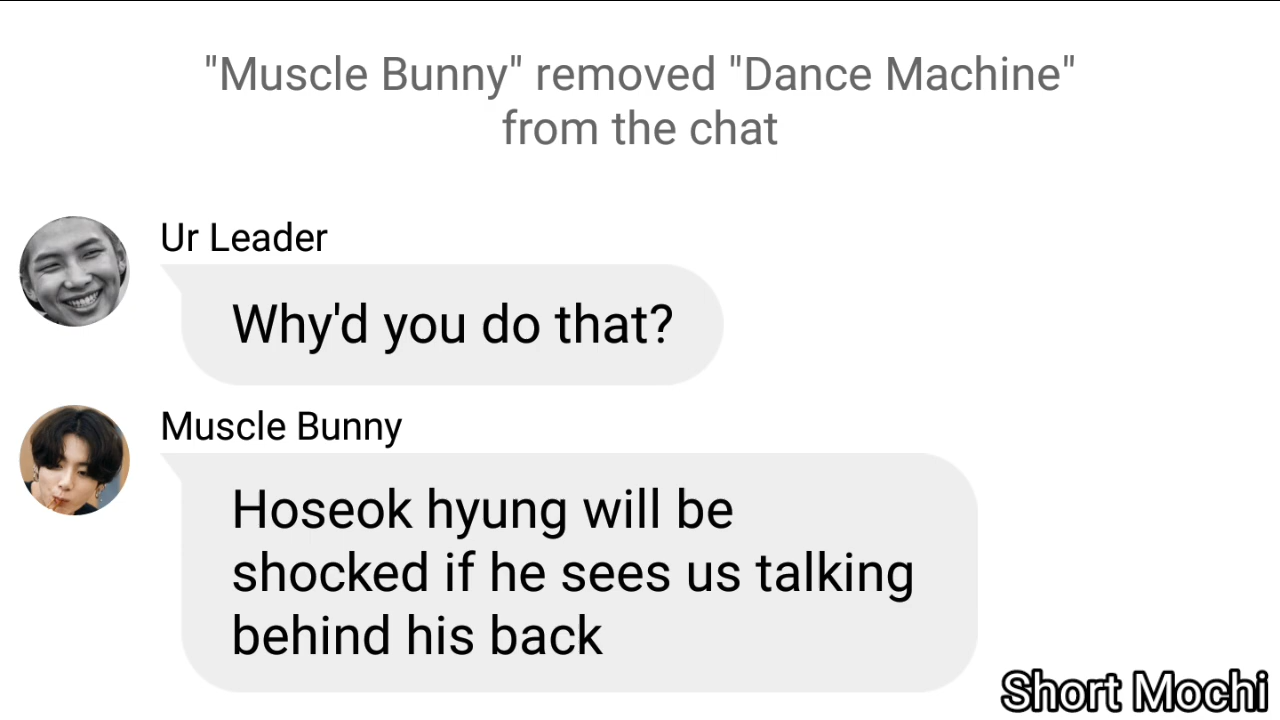 "Muscle Bunny" removed "Dance Machine"
from the chat
Ur Leader
Why'd you do that?
Muscle Bunny
Hoseok hyung will be
shocked if he sees us talking
behind his back
Short Mochi